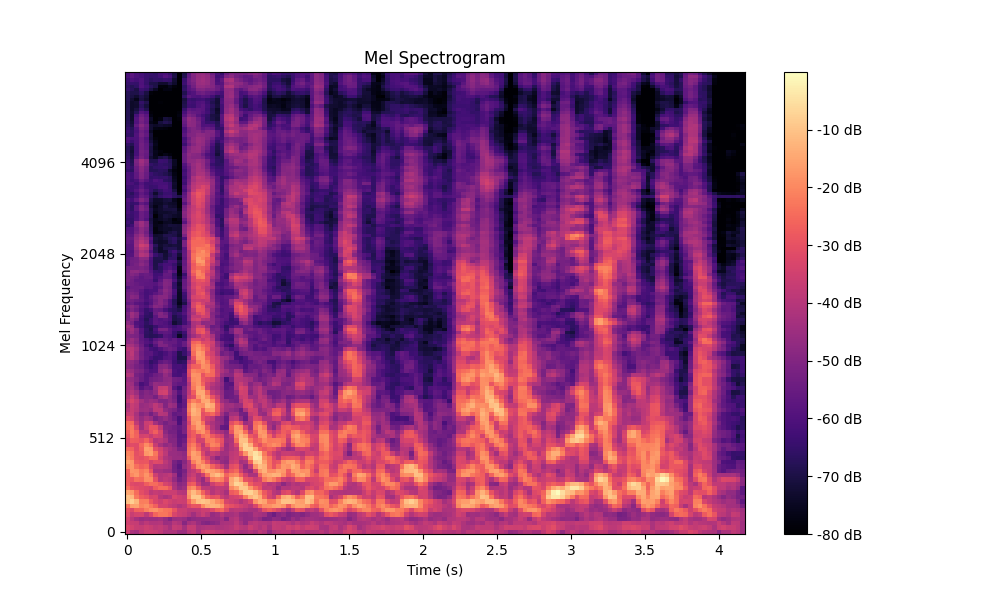 Mel Spectrogram
Mel Frequency
4096
2048
1024
512
0
0 0.5 1 1.5 2 2.5 3 3.5 4
Time (s)
-10 dB
-20 dB
-30 dB
-40 dB
-50 dB
-60 dB
-70 dB
-80 dB